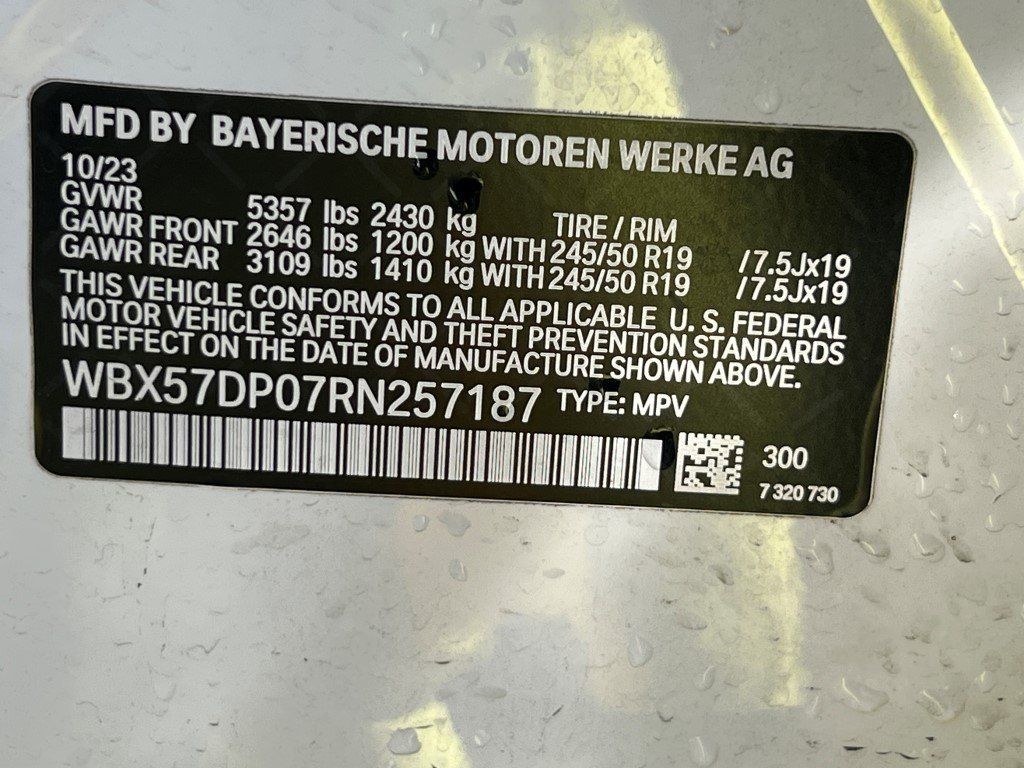 MFD BY BAYERISCHE MOTOREN WERKE AG
10/23
GVWR 5357 lbs 2430 kg TIRE / RIM
GAWR FRONT 2646 lbs 1200 kg WITH 245/50 R19 / 7.5Jx19
GAWR REAR 3109 lbs 1410 kg WITH 245/50 R19 / 7.5Jx19
THIS VEHICLE CONFORMS TO ALL APPLICABLE U. S. FEDERAL
MOTOR VEHICLE SAFETY AND THEFT PREVENTION STANDARDS
IN EFFECT ON THE DATE OF MANUFACTURE SHOWN ABOVE.
WBX57DP07RN257187 TYPE: MPV
300
7 320 730